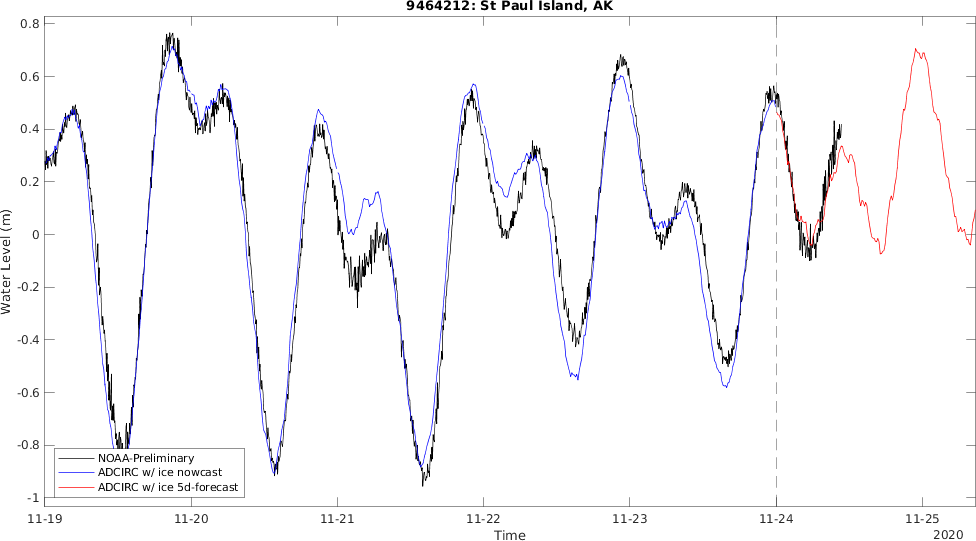 9464212: St Paul Island, AK
0.8
0.6
0.4
0.2
0
-0.2
-0.4
-0.6
-0.8
-1
Water Level (m)
NOAA-Preliminary
ADCIRC w/ ice nowcast
ADCIRC w/ ice 5d-forecast
11-19 11-20 11-21 11-22 11-23 11-24 11-25
Time
2020